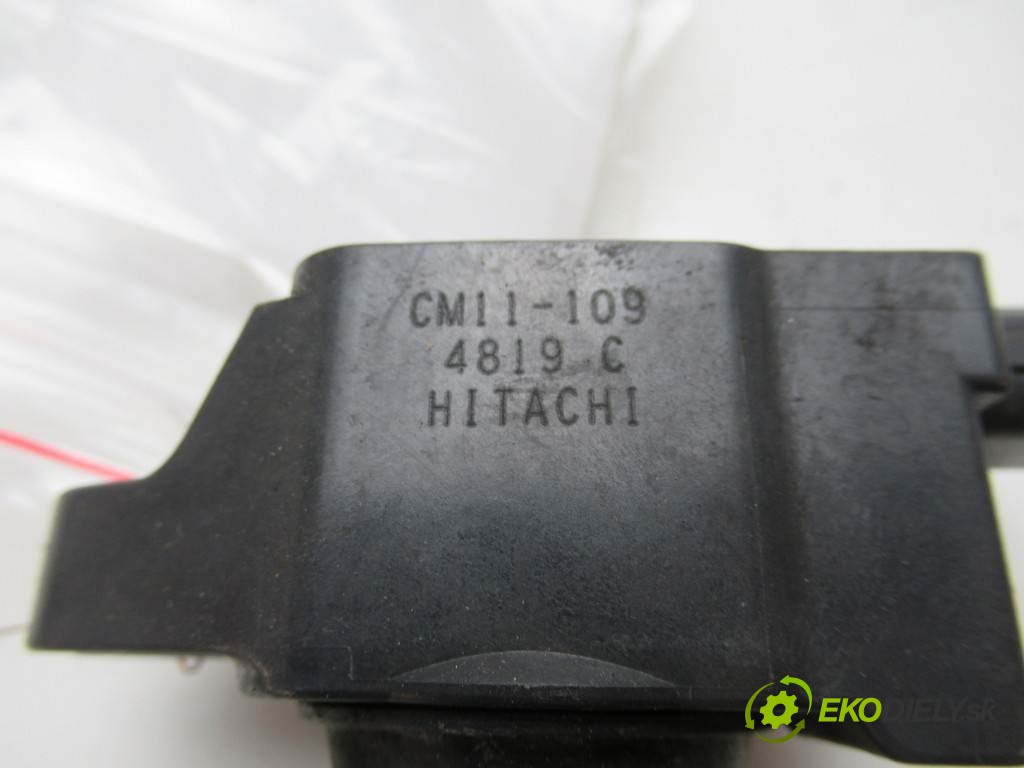 CM11-109
4819 C
HITACHI
EKODIELY.sk